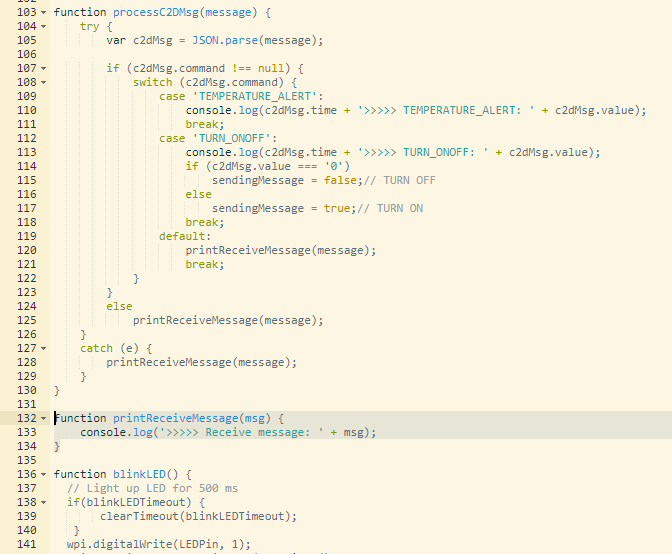 103 function processC2DMsg(message) {
104     try {
105         var c2dMsg = JSON.parse(message);
106
107         if (c2dMsg.command !== null) {
108             switch (c2dMsg.command) {
109                 case 'TEMPERATURE_ALERT':
110                     console.log(c2dMsg.time + '>>>>> TEMPERATURE_ALERT: ' + c2dMsg.value);
111                     break;
112                 case 'TURN_ONOFF':
113                     console.log(c2dMsg.time + '>>>>> TURN_ONOFF: ' + c2dMsg.value);
114                     if (c2dMsg.value === '0')
115                         sendingMessage = false;// TURN OFF
116                     else
117                         sendingMessage = true;// TURN ON
118                     break;
119                 default:
120                     printReceiveMessage(message);
121                     break;
122             }
123         }
124         else
125             printReceiveMessage(message);
126     }
127     catch (e) {
128         printReceiveMessage(message);
129     }
130 }
131
132 function printReceiveMessage(msg) {
133     console.log('>>>>> Receive message: ' + msg);
134 }
135
136 function blinkLED() {
137   // Light up LED for 500 ms
138   if(blinkLEDTimeout) {
139        clearTimeout(blinkLEDTimeout);
140    }
141   wpi.digitalWrite(LEDPin, 1);